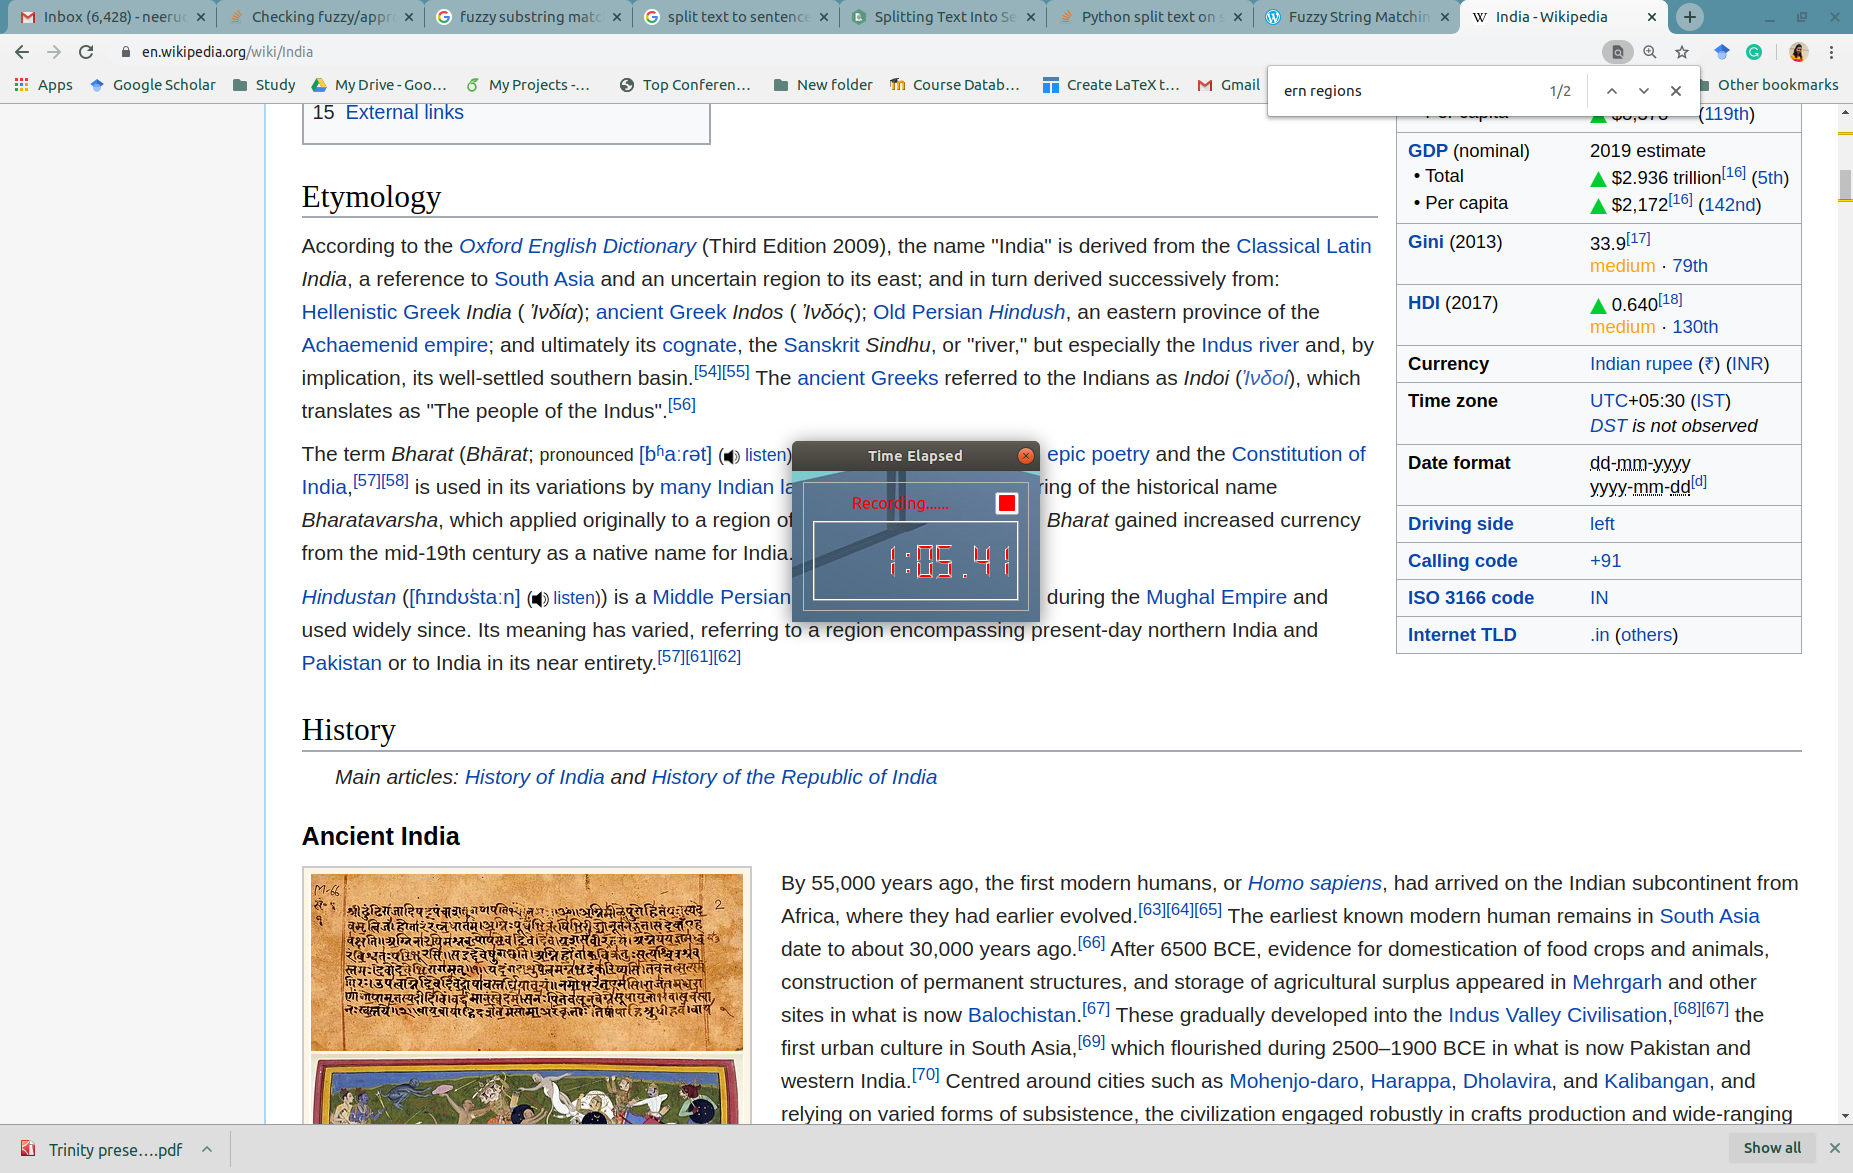 Inbox (6,428) - neeru
Checking fuzzy/appr
fuzzy substring matc
split text to sentence
Splitting Text Into Se
Python split text on s
Fuzzy String Matchin
India - Wikipedia
en.wikipedia.org/wiki/India
Apps
Google Scholar
Study
My Drive - Goo...
My Projects -...
Top Conferen...
New folder
Course Datab...
Create LaTeX t...
Gmail
Other bookmarks
ern regions 1/2
15 External links
Etymology
According to the Oxford English Dictionary (Third Edition 2009), the name "India" is derived from the Classical Latin
India, a reference to South Asia and an uncertain region to its east; and in turn derived successively from:
Hellenistic Greek India ( Ἰνδία); ancient Greek Indos ( Ἰνδός); Old Persian Hindush, an eastern province of the
Achaemenid empire; and ultimately its cognate, the Sanskrit Sindhu, or "river," but especially the Indus river and, by
implication, its well-settled southern basin.[54][55] The ancient Greeks referred to the Indians as Indoi (Ἰνδοί), which
translates as "The people of the Indus".[56]
The term Bharat (Bhārat; pronounced [bʱaːɾət] (listen) epic poetry and the Constitution of
India,[57][58] is used in its variations by many Indian la ring of the historical name
Bharatavarsha, which applied originally to a region of Bharat gained increased currency
from the mid-19th century as a native name for India.
Hindustan ([ɦɪndʊˈstaːn] (listen)) is a Middle Persian during the Mughal Empire and
used widely since. Its meaning has varied, referring to a region encompassing present-day northern India and
Pakistan or to India in its near entirety.[57][61][62]
Time Elapsed
Recording......
1:05.41
(119th)
GDP (nominal) 2019 estimate
• Total $2.936 trillion[16] (5th)
• Per capita $2,172[16] (142nd)
Gini (2013) 33.9[17]
medium · 79th
HDI (2017) 0.640[18]
medium · 130th
Currency Indian rupee (₹) (INR)
Time zone UTC+05:30 (IST)
DST is not observed
Date format dd-mm-yyyy
yyyy-mm-dd[d]
Driving side left
Calling code +91
ISO 3166 code IN
Internet TLD .in (others)
History
Main articles: History of India and History of the Republic of India
Ancient India
By 55,000 years ago, the first modern humans, or Homo sapiens, had arrived on the Indian subcontinent from
Africa, where they had earlier evolved.[63][64][65] The earliest known modern human remains in South Asia
date to about 30,000 years ago.[66] After 6500 BCE, evidence for domestication of food crops and animals,
construction of permanent structures, and storage of agricultural surplus appeared in Mehrgarh and other
sites in what is now Balochistan.[67] These gradually developed into the Indus Valley Civilisation,[68][67] the
first urban culture in South Asia,[69] which flourished during 2500–1900 BCE in what is now Pakistan and
western India.[70] Centred around cities such as Mohenjo-daro, Harappa, Dholavira, and Kalibangan, and
relying on varied forms of subsistence, the civilization engaged robustly in crafts production and wide-ranging
Trinity prese....pdf
Show all